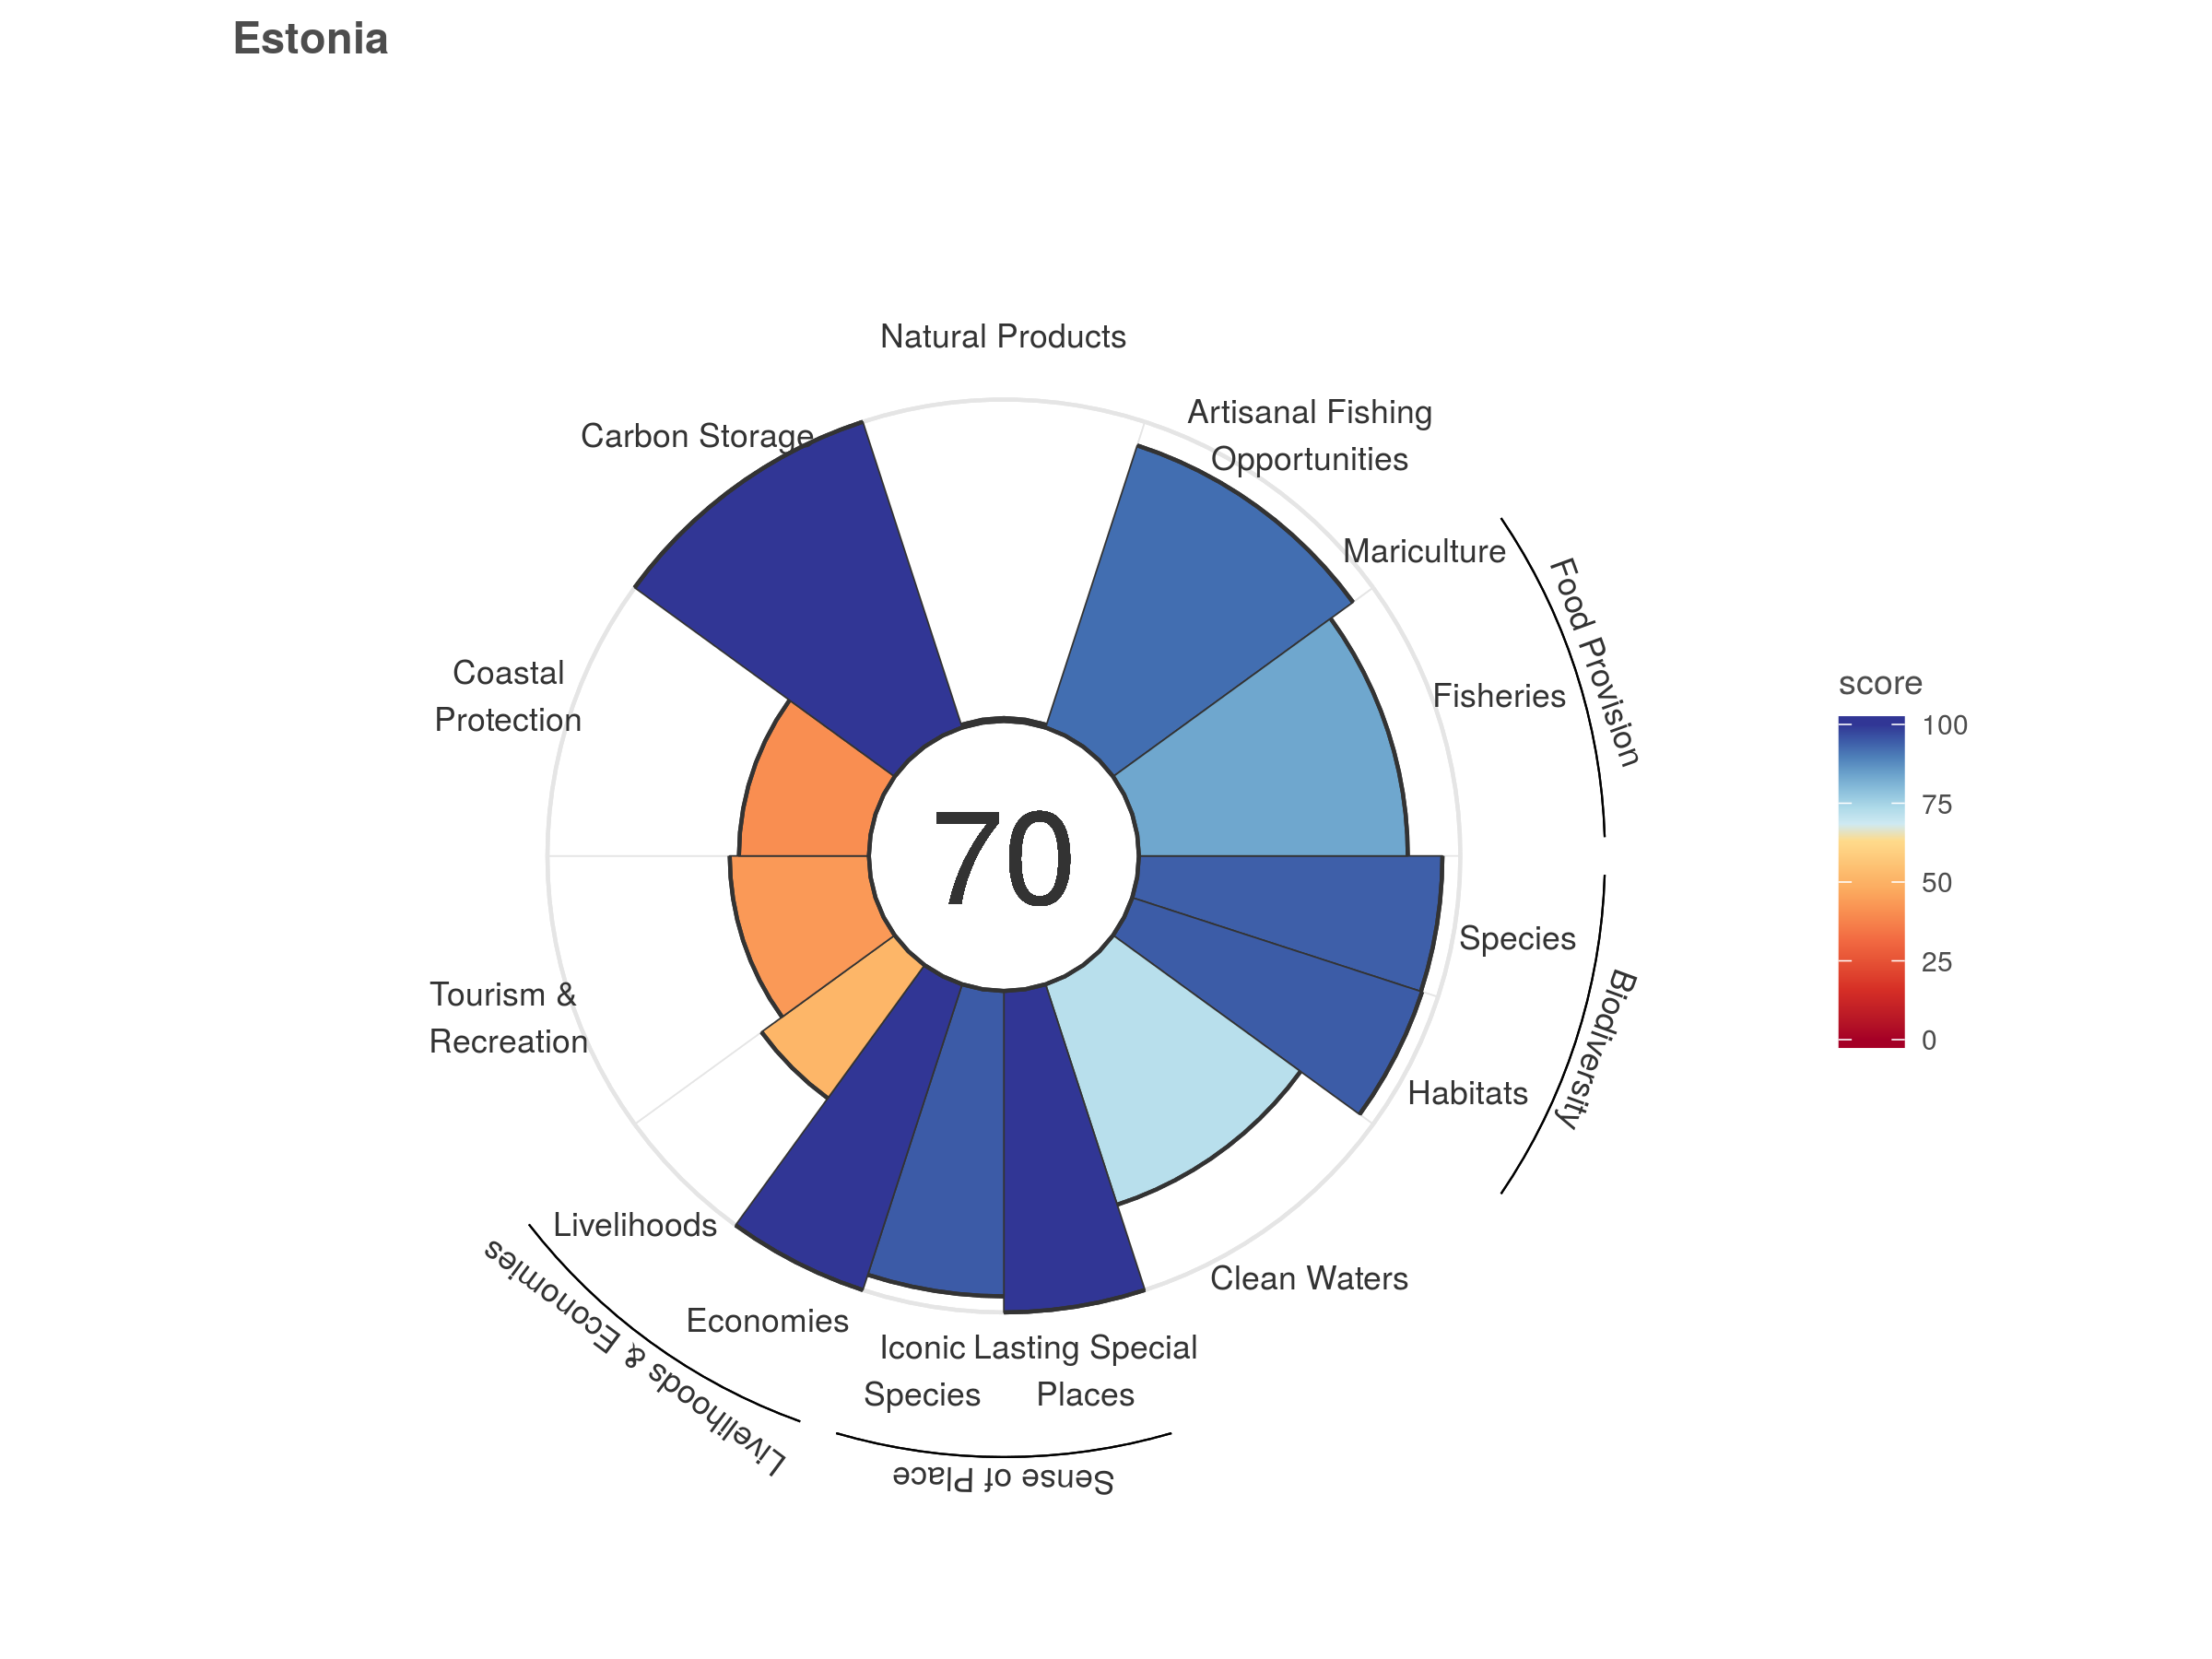 Estonia
Natural Products
Artisanal Fishing
Opportunities
Carbon Storage
Mariculture
Food Provision
Fisheries
Coastal
Protection
70
score
100
75
50
25
0
Species
Biodiversity
Habitats
Tourism &
Recreation
Livelihoods
Livelihoods & Economies
Economies
Clean Waters
Iconic
Species
Lasting Special
Places
Sense of Place